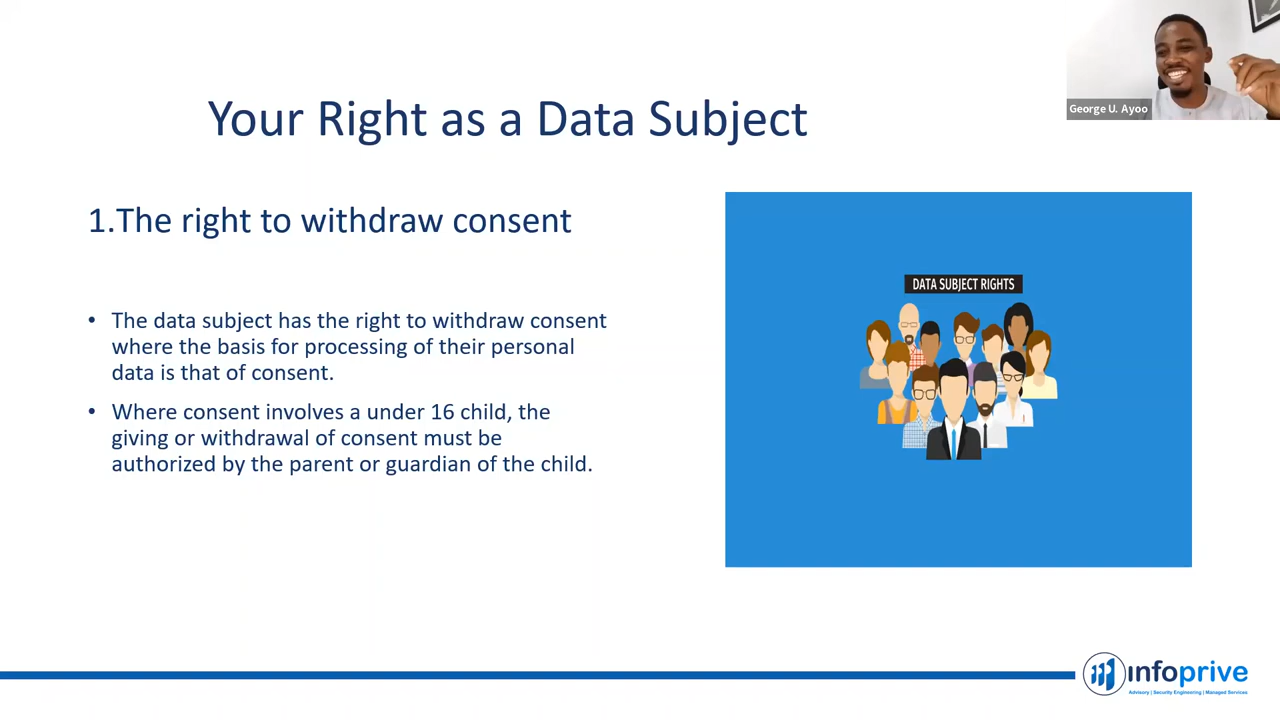 George U. Ayoo
Your Right as a Data Subject
1.The right to withdraw consent
• The data subject has the right to withdraw consent
where the basis for processing of their personal
data is that of consent.
• Where consent involves a under 16 child, the
giving or withdrawal of consent must be
authorized by the parent or guardian of the child.
DATA SUBJECT RIGHTS
infoprive
Advisory | Security Engineering | Managed Services